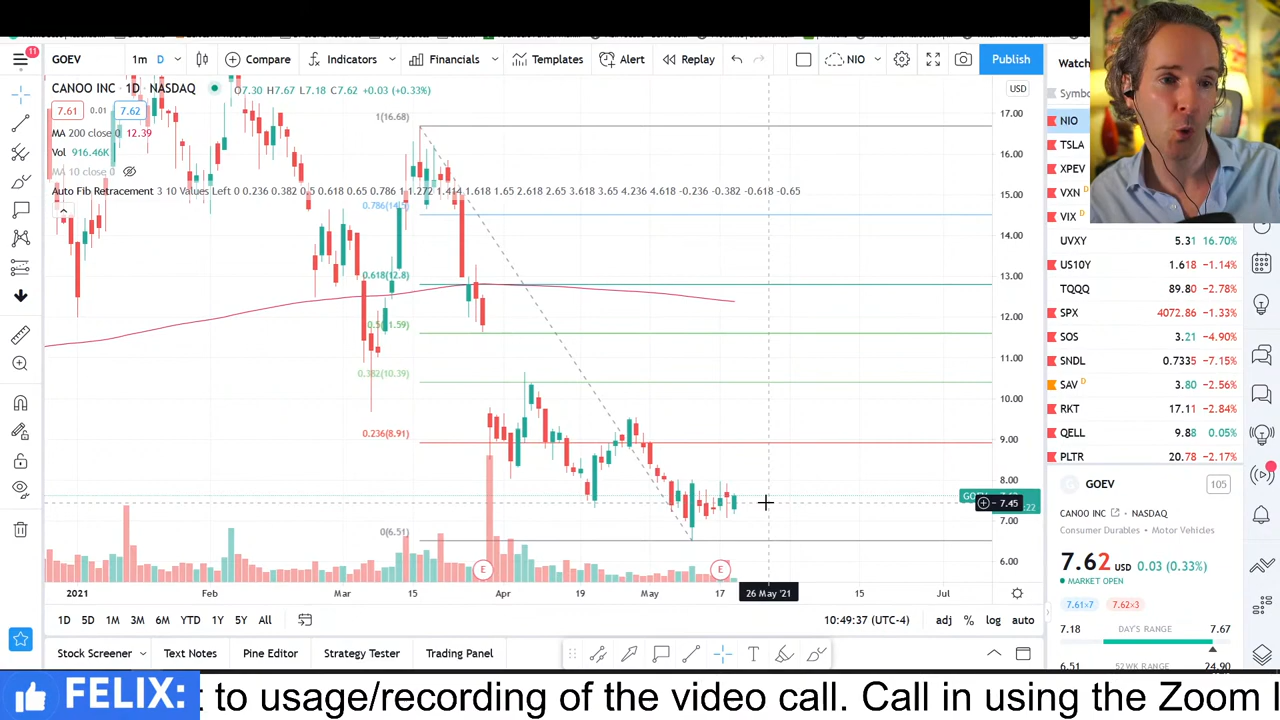 GOEV 1m D Compare Indicators Financials Templates Alert Replay NIO Publish
11
Watch
CANOO INC · 1D · NASDAQ O7.30 H7.67 L7.18 C7.62 +0.03 (+0.33%)
7.61 0.01 7.62
MA 200 close 0 12.39
Vol 916.46K
MA 10 close 0
Auto Fib Retracement 3 10 Values Left 0 0.236 0.382 0.5 0.618 0.65 0.786 1 1.272 1.414 1.618 1.65 2.618 2.65 3.618 3.65 4.236 4.618 -0.236 -0.382 -0.618 -0.65
1(16.68)
0.618(12.8)
0.382(10.39)
0.236(8.91)
0(6.51)
USD
17.00
16.00
15.00
14.00
13.00
12.00
11.00
10.00
9.00
8.00
7.00
6.00
7.45
E E
2021 Feb Mar 15 Apr May 17 26 May '21 15 Jul
1D 5D 1M 3M 6M YTD 1Y 5Y All 10:49:37 (UTC-4) adj % log auto
Stock Screener Text Notes Pine Editor Strategy Tester Trading Panel
Symbo
NIO
TSLA
XPEV
VXN D
VIX
UVXY 5.31 16.70%
US10Y 1.618 −1.14%
TQQQ 89.80 −2.78%
SPX 4072.86 −1.33%
SOS 3.21 −4.90%
SNDL 0.7335 −7.15%
SAV D 3.80 −2.56%
RKT 17.11 −2.84%
QELL 9.88 0.05%
PLTR 20.78 −2.17%
GOEV 105
CANOO INC NASDAQ
Consumer Durables • Motor Vehicles
7.62 USD 0.03 (0.33%)
MARKET OPEN
7.61×7 7.62×3
7.18 DAY'S RANGE 7.67
6.51 52WK RANGE 24.90
FELIX: t to usage/recording of the video call. Call in using the Zoom l